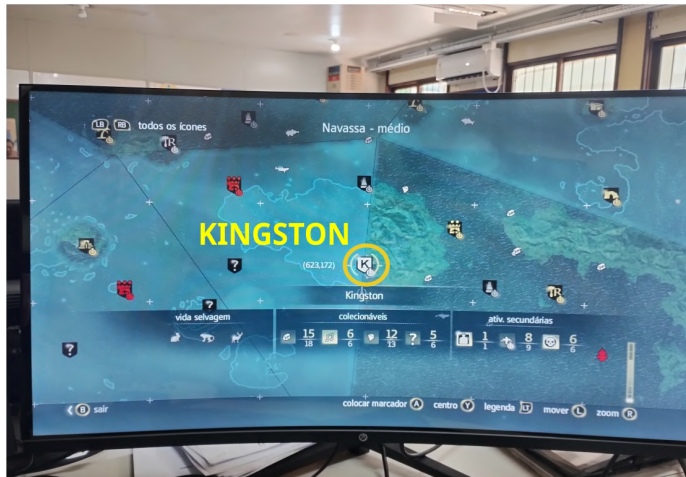 LB RB todos os ícones
Navassa - médio
KINGSTON
(623,172)
K
Kingston
vida selvagem
colecionáveis
ativ. secundárias
15 18 6 6 12 13 ? 5 6
1 1 8 9 6 6
B sair
colocar marcador A centro Y legenda LT mover L zoom R